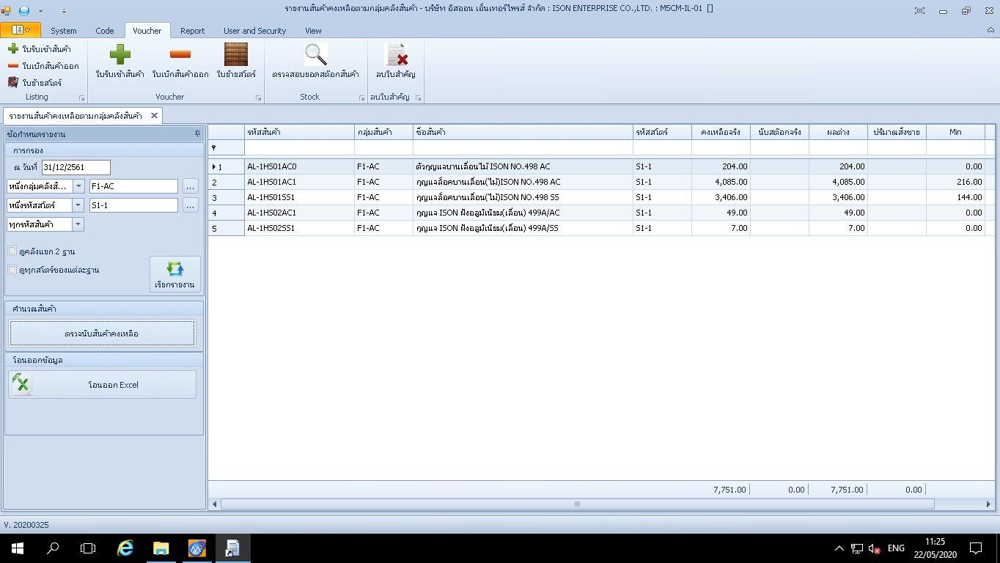 รายงานสินค้าคงเหลือตามกลุ่มคลังสินค้า - บริษัท อิสออน เอ็นเทอร์ไพรส์ จำกัด : ISON ENTERPRISE CO.,LTD. : M5CM-IL-01 []
System Code Voucher Report User and Security View
ใบรับเข้าสินค้า
ใบเบิกสินค้าออก
ใบย้ายสโตร์
Listing
ใบรับเข้าสินค้า ใบเบิกสินค้าออก ใบย้ายสโตร์
Voucher
ตรวจสอบยอดสต๊อกสินค้า
Stock
ลบใบสำคัญ
ลบใบสำคัญ
รายงานสินค้าคงเหลือตามกลุ่มคลังสินค้า
ข้อกำหนดรายงาน
การกรอง
ณ วันที่ 31/12/2561
หนึ่งกลุ่มคลังสิ... F1-AC ...
หนึ่งรหัสสโตร์ S1-1 ...
ทุกรหัสสินค้า
ดูคลังแยก 2 ฐาน
ดูทุกสโตร์ของแต่ละฐาน
เรียกรายงาน
คำนวณสินค้า
ตรวจนับสินค้าคงเหลือ
โอนออกข้อมูล
โอนออก Excel
รหัสสินค้า กลุ่มสินค้า ชื่อสินค้า รหัสสโตร์ คงเหลือจริง นับสต๊อกจริง ผลต่าง ปริมาณสั่งขาย Min
1 AL-1HS01AC0 F1-AC ตัวกุญแจบานเลื่อนไม้ ISON NO.498 AC S1-1 204.00 204.00 0.00
2 AL-1HS01AC1 F1-AC กุญแจล็อคบานเลื่อน(ไม้)ISON NO.498 AC S1-1 4,085.00 4,085.00 216.00
3 AL-1HS01SS1 F1-AC กุญแจล็อคบานเลื่อน(ไม้)ISON NO.498 SS S1-1 3,406.00 3,406.00 144.00
4 AL-1HS02AC1 F1-AC กุญแจ ISON ฝังอลูมิเนียม(เลื่อน) 499A/AC S1-1 49.00 49.00 0.00
5 AL-1HS02SS1 F1-AC กุญแจ ISON ฝังอลูมิเนียม(เลื่อน) 499A/SS S1-1 7.00 7.00 0.00
7,751.00 0.00 7,751.00 0.00
V. 20200325
ENG
11:25
22/05/2020